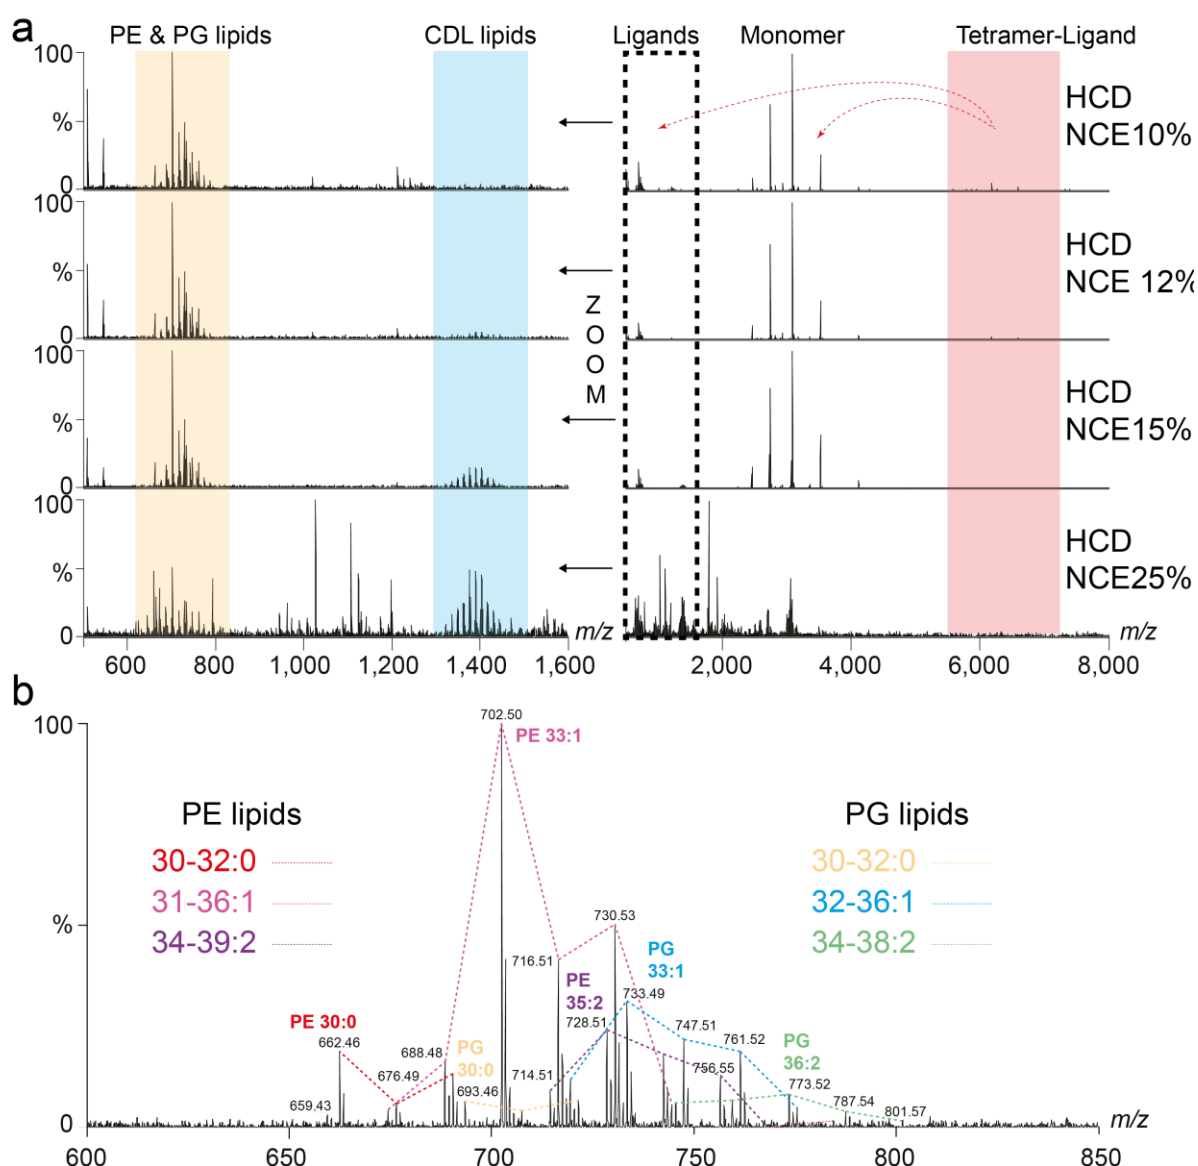 a
PE & PG lipids
CDL lipids
Ligands
Monomer
Tetramer-Ligand
100
%
0
HCD
NCE10%
100
%
0
HCD
NCE 12%
ZOOM
100
%
0
HCD
NCE15%
100
%
0
HCD
NCE25%
600 800 1,000 1,200 1,400 1,600 m/z
2,000 4,000 6,000 8,000 m/z
b
100
%
0
702.50
PE 33:1
PE lipids
30-32:0
31-36:1
34-39:2
PG lipids
30-32:0
32-36:1
34-38:2
730.53
716.51
PE
35:2
728.51
PG
33:1
733.49
747.51
761.52
PE 30:0
662.46
676.49
688.48
PG
30:0
693.46
714.51
756.55
PG
36:2
773.52
787.54
801.57
659.43
600 650 700 750 800 850
m/z